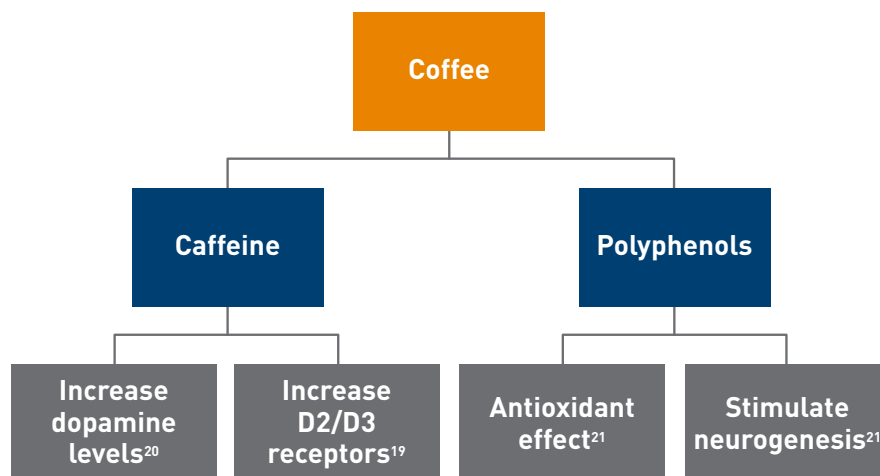 Coffee
Caffeine
Polyphenols
Increase
dopamine
levels²⁰
Increase
D2/D3
receptors¹⁹
Antioxidant
effect²¹
Stimulate
neurogenesis²¹